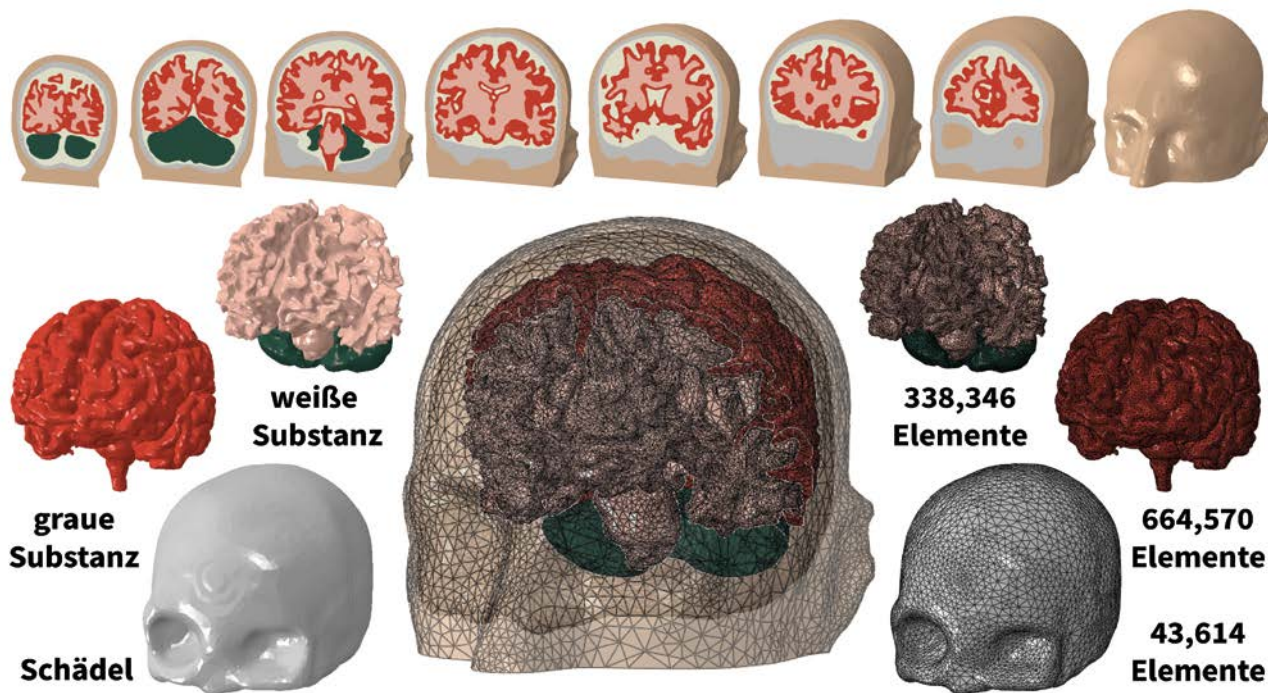 weiße
Substanz
338,346
Elemente
graue
Substanz
664,570
Elemente
Schädel
43,614
Elemente